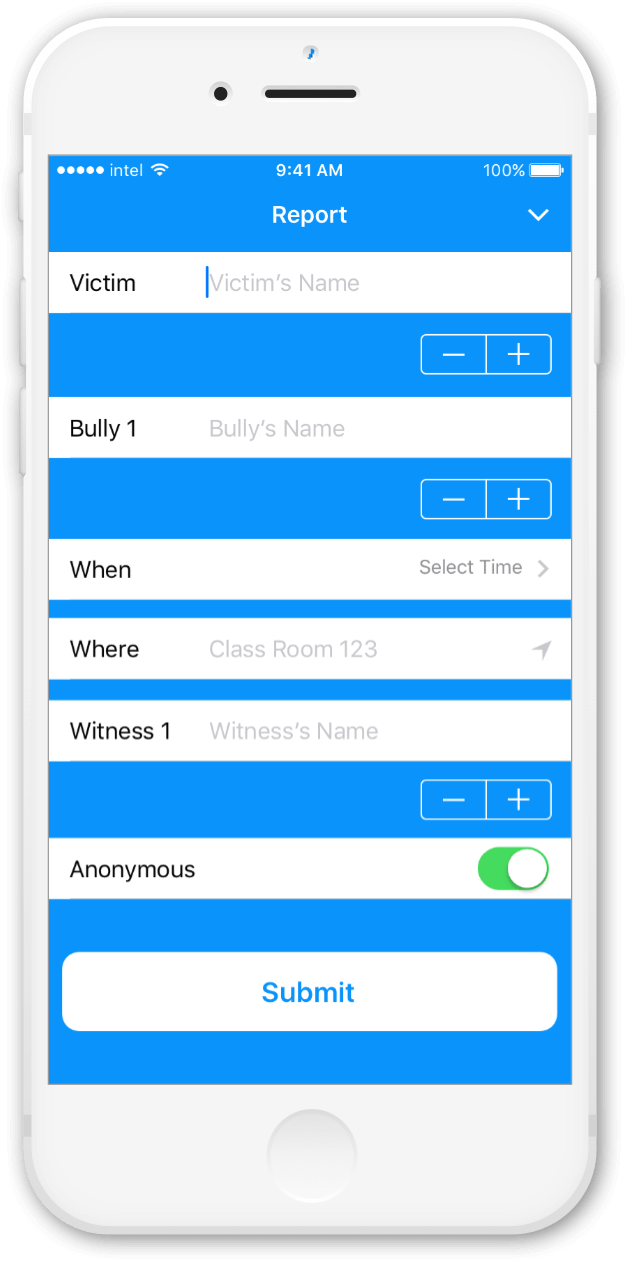 intel 9:41 AM 100%
Report
Victim Victim’s Name
Bully 1 Bully’s Name
When Select Time
Where Class Room 123
Witness 1 Witness’s Name
Anonymous
Submit